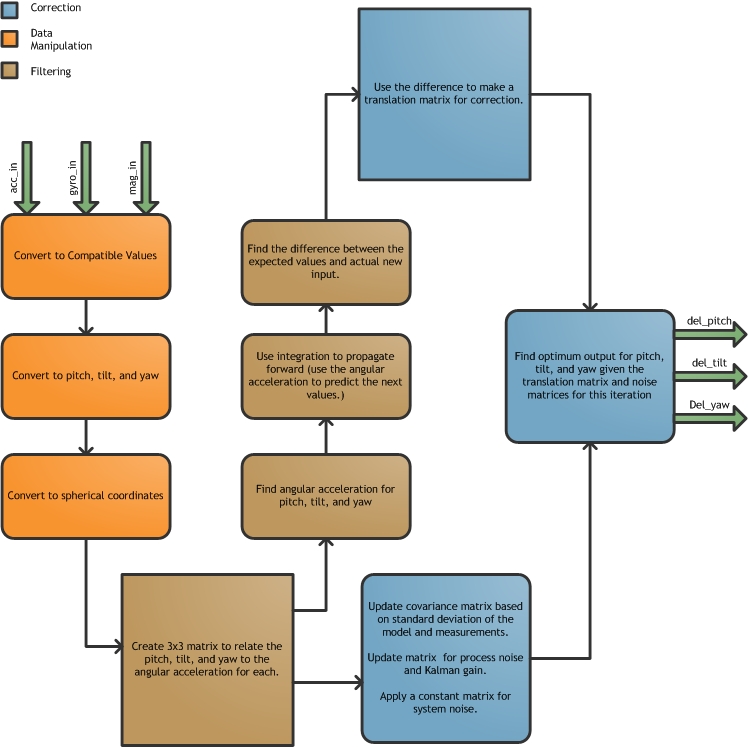 Correction
Data
Manipulation
Filtering
acc_in
gyro_in
mag_in
Convert to Compatible Values
Convert to pitch, tilt, and yaw
Convert to spherical coordinates
Create 3x3 matrix to relate the
pitch, tilt, and yaw to the
angular acceleration for each.
Find angular acceleration for
pitch, tilt, and yaw
Use integration to propagate
forward (use the angular
acceleration to predict the next
values.)
Find the difference between the
expected values and actual new
input.
Use the difference to make a
translation matrix for correction.
Update covariance matrix based
on standard deviation of the
model and measurements.
Update matrix  for process noise
and Kalman gain.
Apply a constant matrix for
system noise.
Find optimum output for pitch,
tilt, and yaw given the
translation matrix and noise
matrices for this iteration
del_pitch
del_tilt
Del_yaw